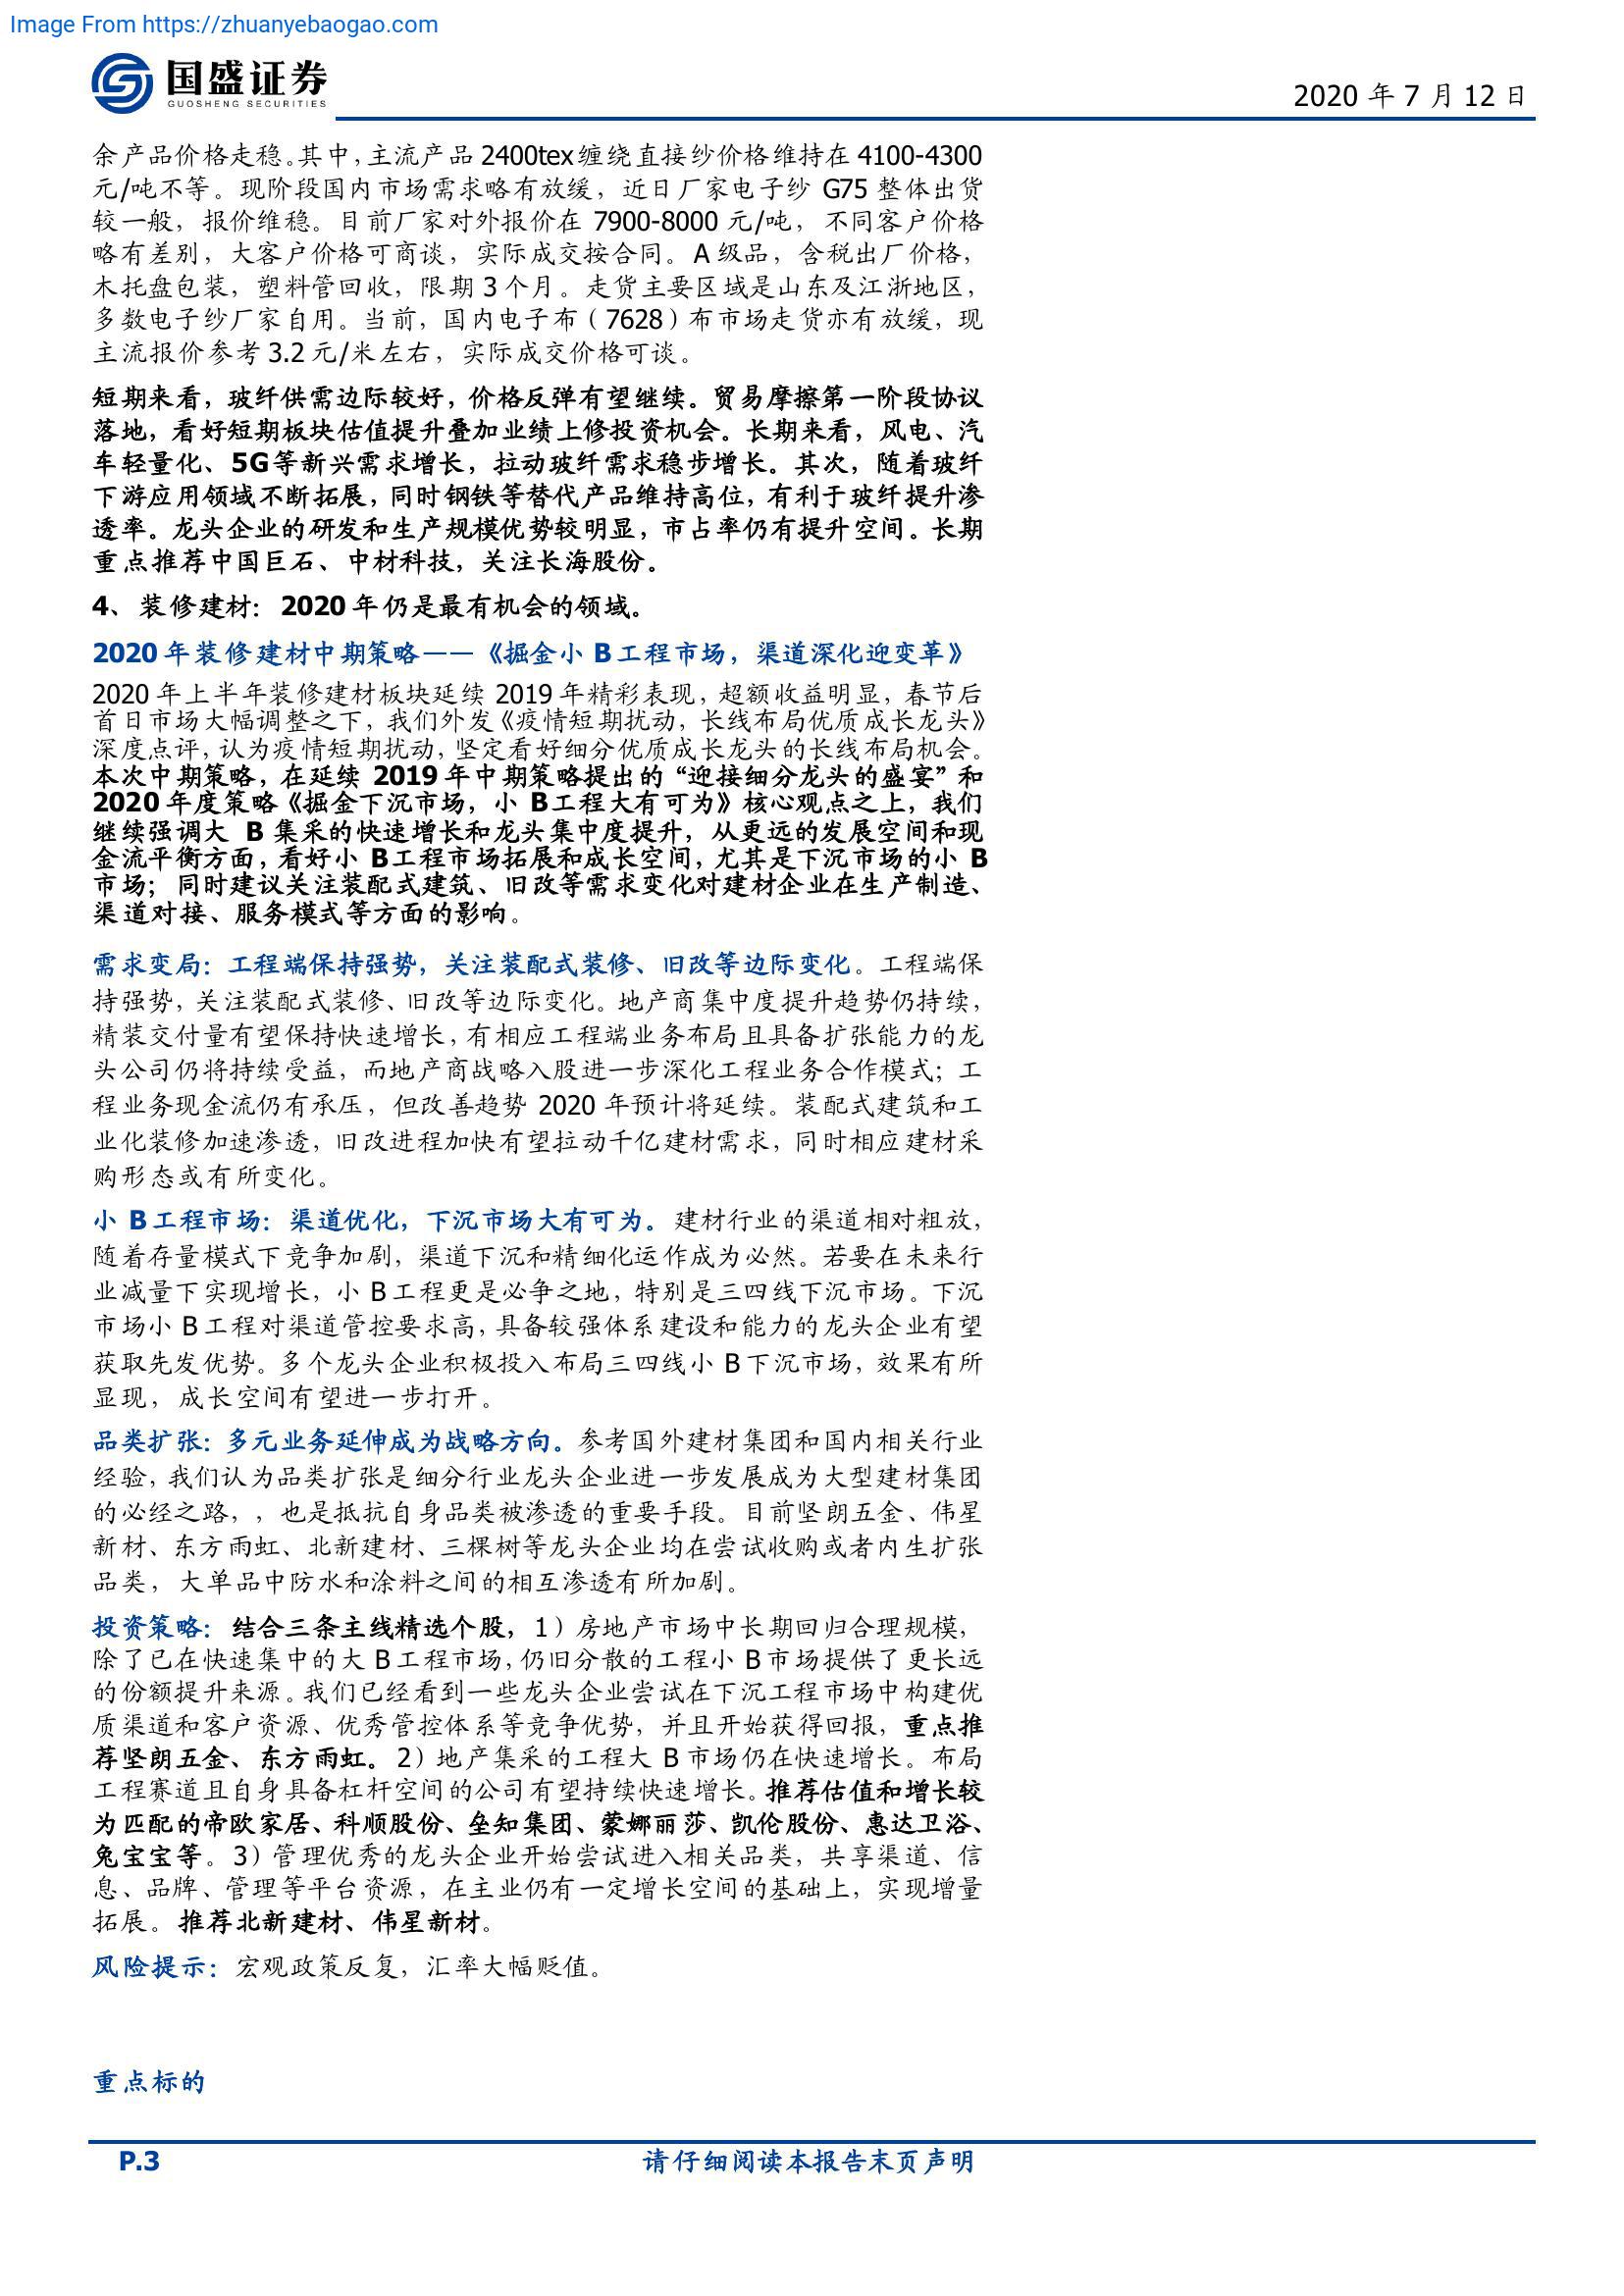 Image From https://zhuanyebaogao.com
国盛证券
GUOSHENG SECURITIES
2020 年 7 月 12 日
余产品价格走稳。其中，主流产品 2400tex 缠绕直接纱价格维持在 4100-4300
元/吨不等。现阶段国内市场需求略有放缓，近日厂家电子纱 G75 整体出货
较一般，报价维稳。目前厂家对外报价在 7900-8000 元/吨，不同客户价格
略有差别，大客户价格可商谈，实际成交按合同。A 级品，含税出厂价格，
木托盘包装，塑料管回收，限期 3 个月。走货主要区域是山东及江浙地区，
多数电子纱厂家自用。当前，国内电子布（7628）布市场走货亦有放缓，现
主流报价参考 3.2 元/米左右，实际成交价格可谈。
短期来看，玻纤供需边际较好，价格反弹有望继续。贸易摩擦第一阶段协议
落地，看好短期板块估值提升叠加业绩上修投资机会。长期来看，风电、汽
车轻量化、5G 等新兴需求增长，拉动玻纤需求稳步增长。其次，随着玻纤
下游应用领域不断拓展，同时钢铁等替代产品维持高位，有利于玻纤提升渗
透率。龙头企业的研发和生产规模优势较明显，市占率仍有提升空间。长期
重点推荐中国巨石、中材科技，关注长海股份。
4、装修建材：2020 年仍是最有机会的领域。
2020 年装修建材中期策略——《掘金小 B 工程市场，渠道深化迎变革》
2020 年上半年装修建材板块延续 2019 年精彩表现，超额收益明显，春节后
首日市场大幅调整之下，我们外发《疫情短期扰动，长线布局优质成长龙头》
深度点评，认为疫情短期扰动，坚定看好细分优质成长龙头的长线布局机会。
本次中期策略，在延续 2019 年中期策略提出的“迎接细分龙头的盛宴”和
2020 年度策略《掘金下沉市场，小 B 工程大有可为》核心观点之上，我们
继续强调大 B 集采的快速增长和龙头集中度提升，从更远的发展空间和现
金流平衡方面，看好小 B 工程市场拓展和成长空间，尤其是下沉市场的小 B
市场；同时建议关注装配式建筑、旧改等需求变化对建材企业在生产制造、
渠道对接、服务模式等方面的影响。
需求变局：工程端保持强势，关注装配式装修、旧改等边际变化。工程端保
持强势，关注装配式装修、旧改等边际变化。地产商集中度提升趋势仍持续，
精装交付量有望保持快速增长，有相应工程端业务布局且具备扩张能力的龙
头公司仍将持续受益，而地产商战略入股进一步深化工程业务合作模式；工
程业务现金流仍有承压，但改善趋势 2020 年预计将延续。装配式建筑和工
业化装修加速渗透，旧改进程加快有望拉动千亿建材需求，同时相应建材采
购形态或有所变化。
小 B 工程市场：渠道优化，下沉市场大有可为。建材行业的渠道相对粗放，
随着存量模式下竞争加剧，渠道下沉和精细化运作成为必然。若要在未来行
业减量下实现增长，小 B 工程更是必争之地，特别是三四线下沉市场。下沉
市场小 B 工程对渠道管控要求高，具备较强体系建设和能力的龙头企业有望
获取先发优势。多个龙头企业积极投入布局三四线小 B 下沉市场，效果有所
显现，成长空间有望进一步打开。
品类扩张：多元业务延伸成为战略方向。参考国外建材集团和国内相关行业
经验，我们认为品类扩张是细分行业龙头企业进一步发展成为大型建材集团
的必经之路，，也是抵抗自身品类被渗透的重要手段。目前坚朗五金、伟星
新材、东方雨虹、北新建材、三棵树等龙头企业均在尝试收购或者内生扩张
品类，大单品中防水和涂料之间的相互渗透有所加剧。
投资策略：结合三条主线精选个股，1）房地产市场中长期回归合理规模，
除了已在快速集中的大 B 工程市场，仍旧分散的工程小 B 市场提供了更长远
的份额提升来源。我们已经看到一些龙头企业尝试在下沉工程市场中构建优
质渠道和客户资源、优秀管控体系等竞争优势，并且开始获得回报，重点推
荐坚朗五金、东方雨虹。2）地产集采的工程大 B 市场仍在快速增长。布局
工程赛道且自身具备杠杆空间的公司有望持续快速增长。推荐估值和增长较
为匹配的帝欧家居、科顺股份、垒知集团、蒙娜丽莎、凯伦股份、惠达卫浴、
兔宝宝等。3）管理优秀的龙头企业开始尝试进入相关品类，共享渠道、信
息、品牌、管理等平台资源，在主业仍有一定增长空间的基础上，实现增量
拓展。推荐北新建材、伟星新材。
风险提示：宏观政策反复，汇率大幅贬值。
重点标的
P.3
请仔细阅读本报告末页声明